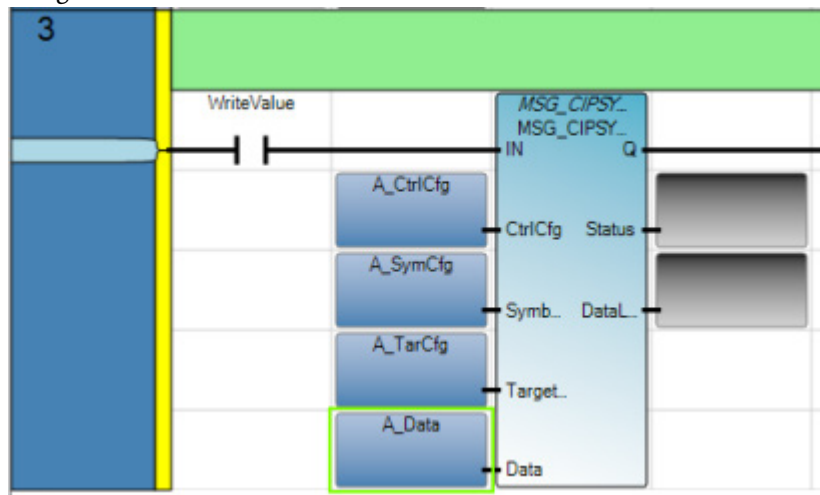 3
WriteValue
MSG_CIPSY...
MSG_CIPSY...
IN Q
A_CtrlCfg
CtrlCfg Status
A_SymCfg
Symb... DataL...
A_TarCfg
Target...
A_Data
Data